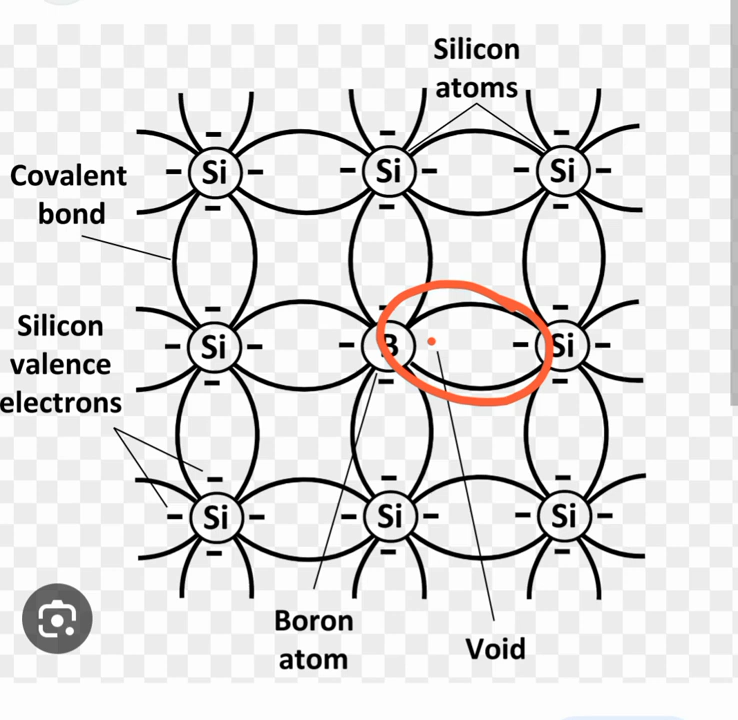 Silicon
atoms
Si
Si
Si
Covalent
bond
Silicon
valence
electrons
Si
B
Si
Si
Si
Si
Boron
atom
Void